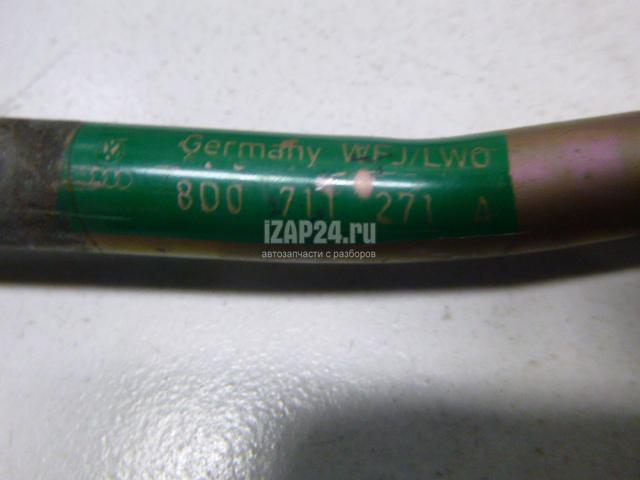 Germany WFJ/LWO
8D0 711 271 A
iZAP24.ru
автозапчасти с разборов